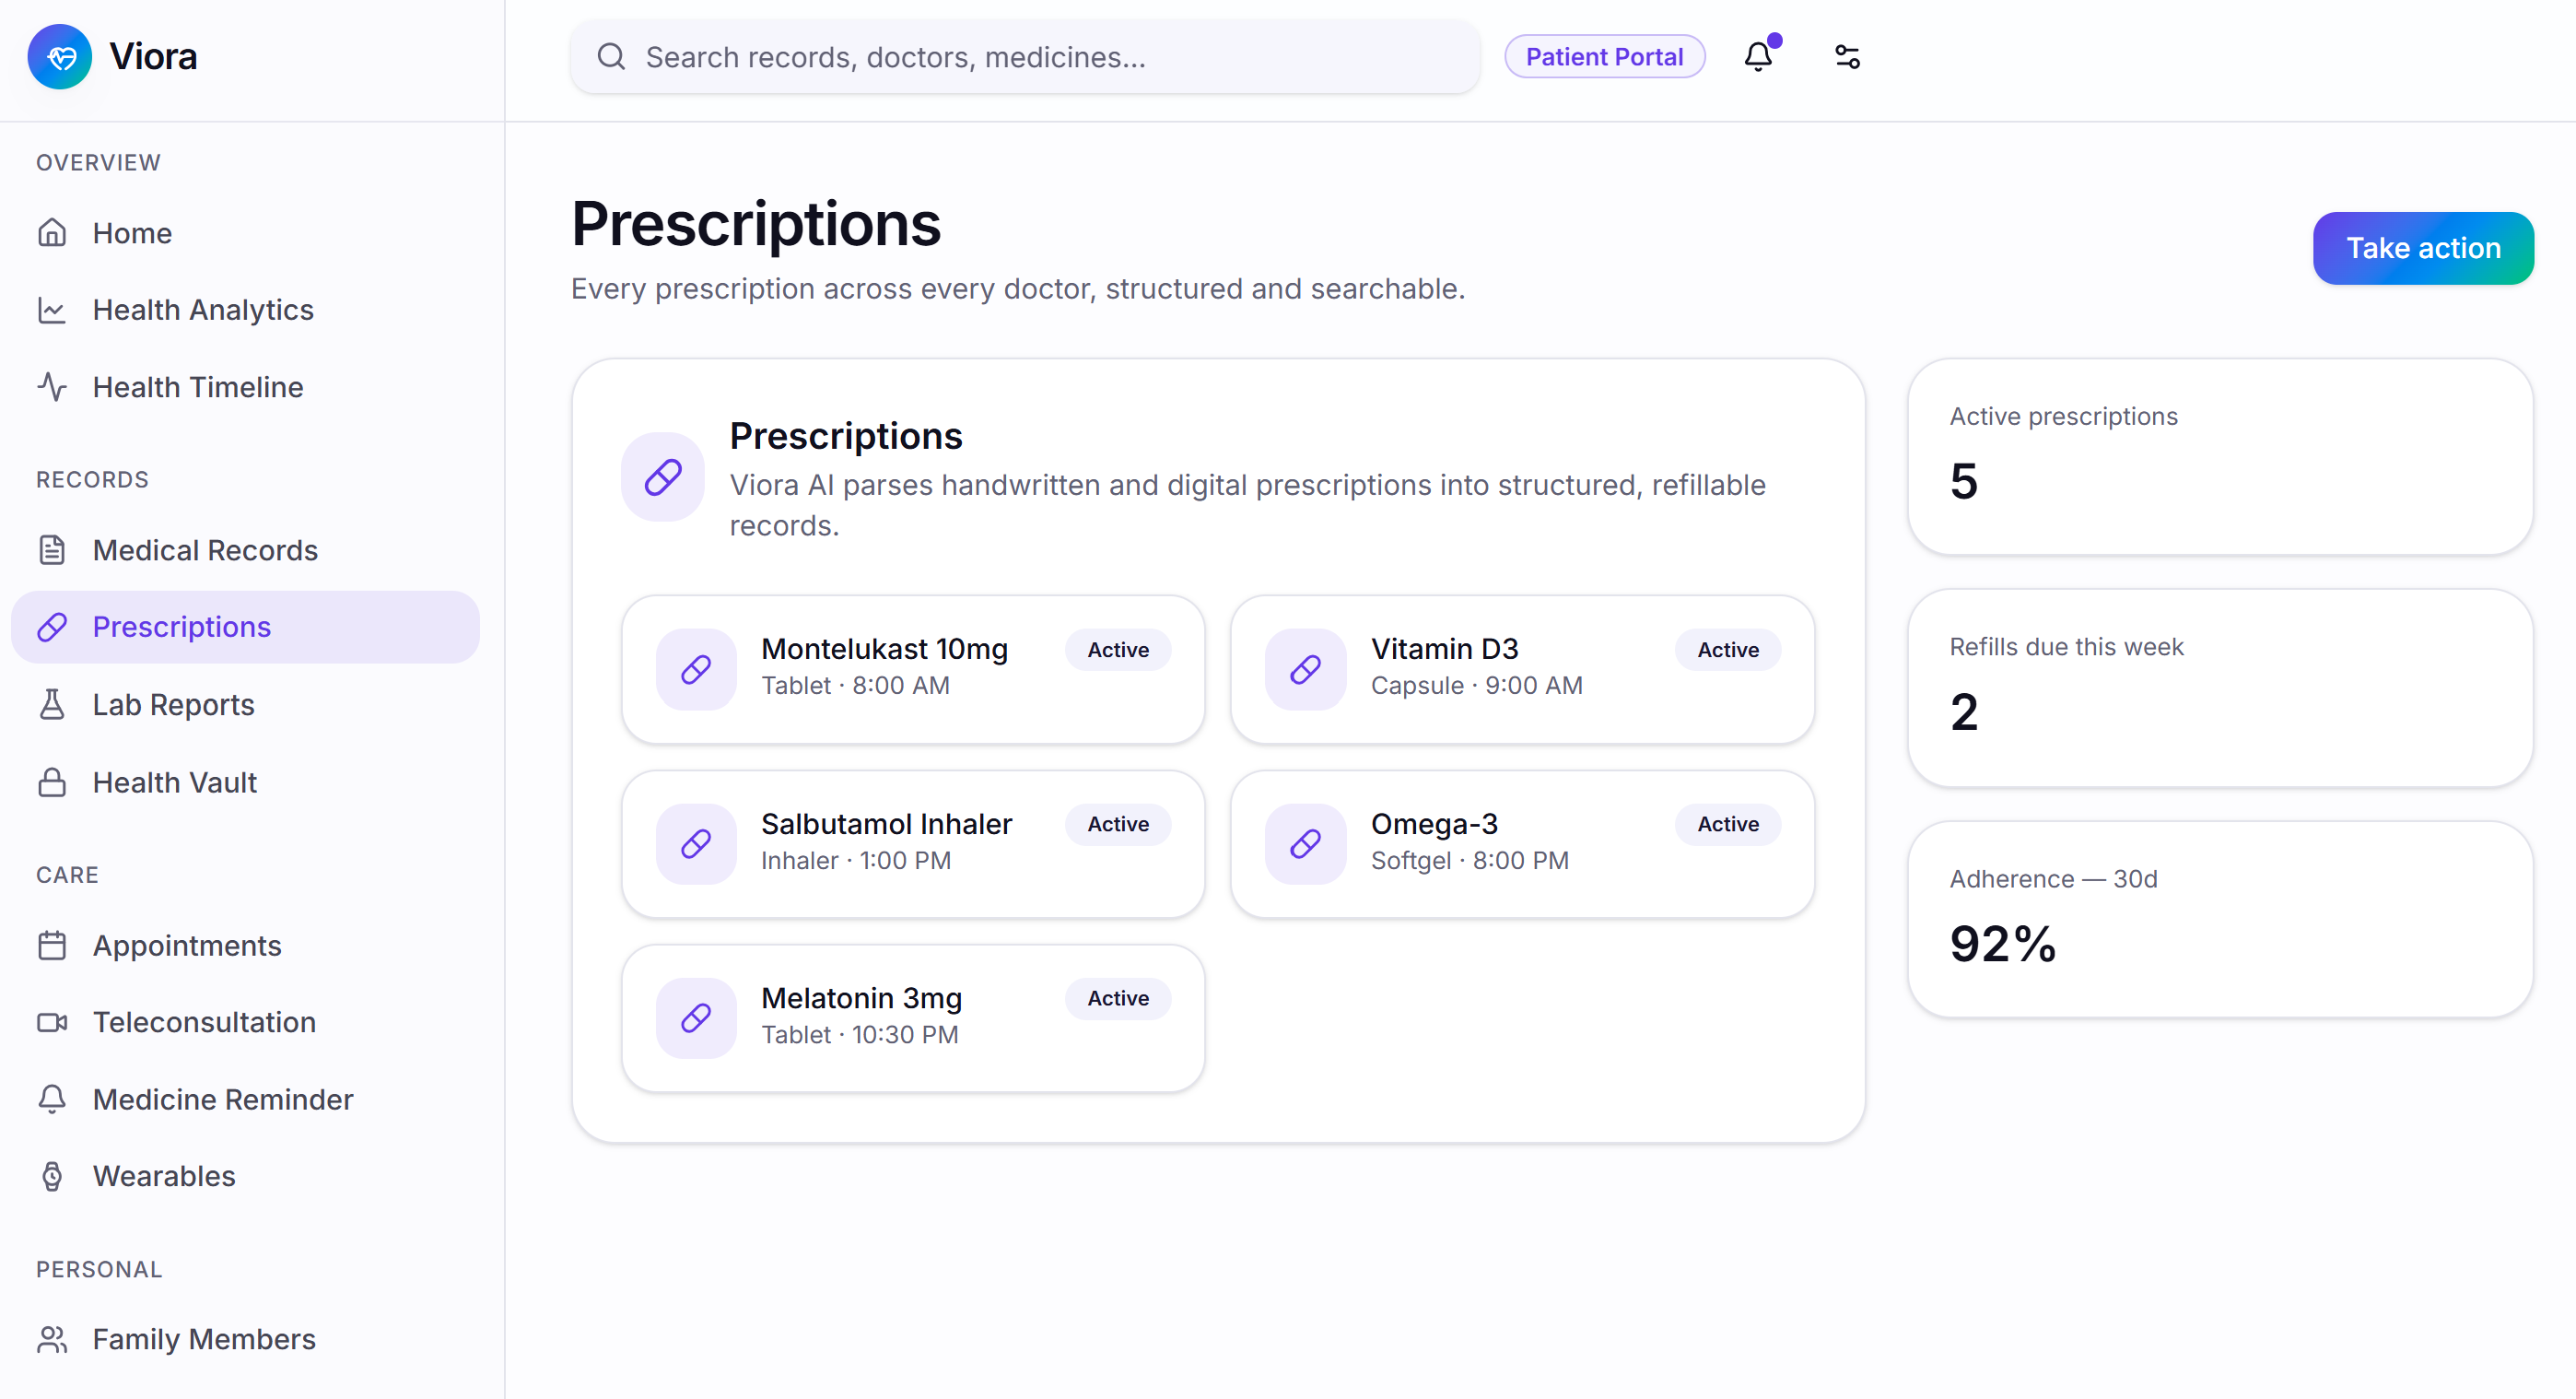 Viora
Search records, doctors, medicines...
Patient Portal
OVERVIEW
Home
Health Analytics
Health Timeline
RECORDS
Medical Records
Prescriptions
Lab Reports
Health Vault
CARE
Appointments
Teleconsultation
Medicine Reminder
Wearables
PERSONAL
Family Members
Prescriptions
Every prescription across every doctor, structured and searchable.
Take action
Prescriptions
Viora AI parses handwritten and digital prescriptions into structured, refillable
records.
Montelukast 10mg
Active
Tablet · 8:00 AM
Vitamin D3
Active
Capsule · 9:00 AM
Salbutamol Inhaler
Active
Inhaler · 1:00 PM
Omega-3
Active
Softgel · 8:00 PM
Melatonin 3mg
Active
Tablet · 10:30 PM
Active prescriptions
5
Refills due this week
2
Adherence — 30d
92%